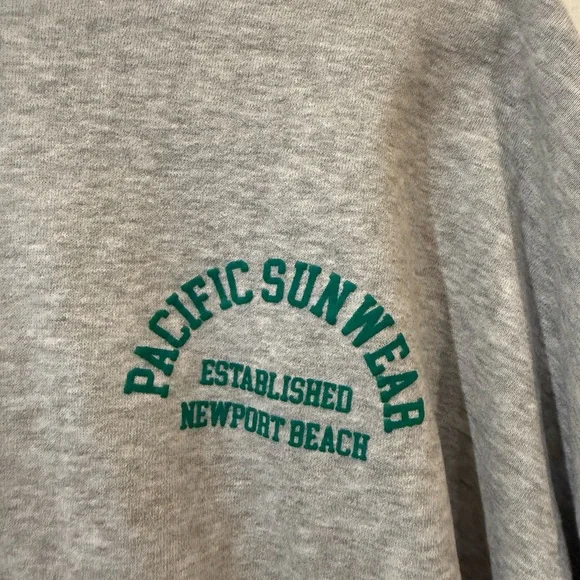 PACIFIC SUNWEAR
ESTABLISHED
NEWPORT BEACH